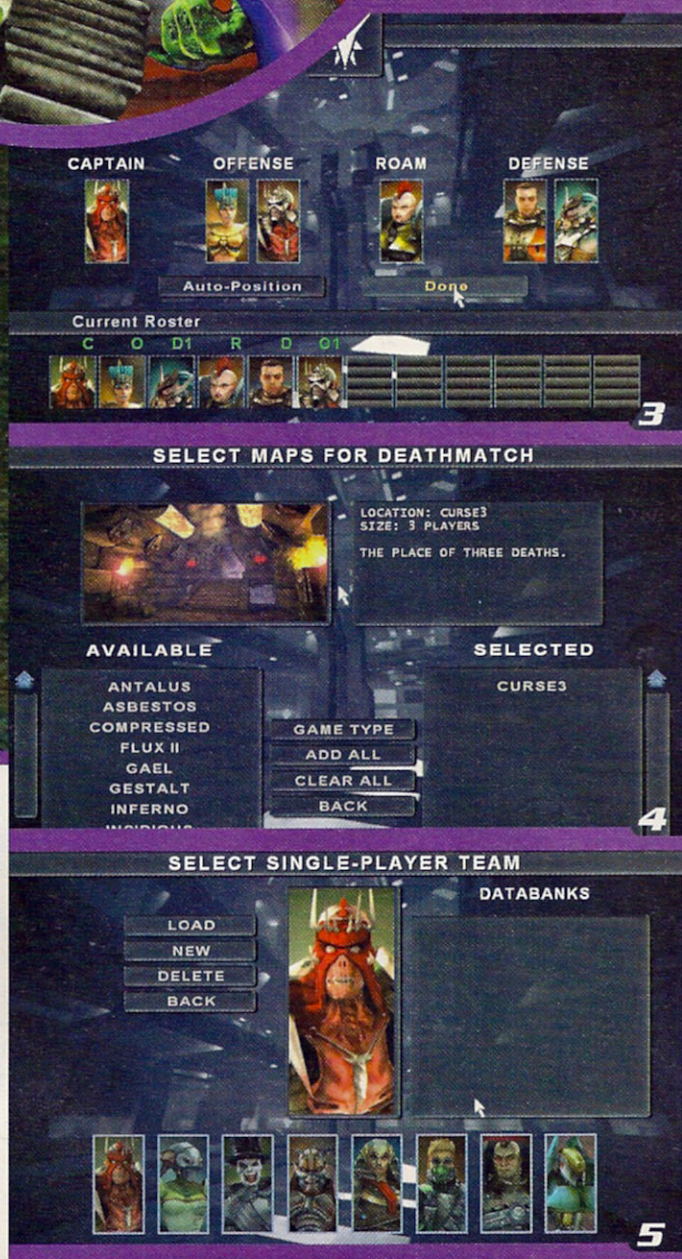 CAPTAIN OFFENSE ROAM DEFENSE
Auto-Position Done
Current Roster
C O D1 R D O1
3
SELECT MAPS FOR DEATHMATCH
LOCATION: CURSE3
SIZE: 3 PLAYERS
THE PLACE OF THREE DEATHS.
AVAILABLE
ANTALUS
ASBESTOS
COMPRESSED
FLUX II
GAEL
GESTALT
INFERNO
GAME TYPE
ADD ALL
CLEAR ALL
BACK
SELECTED
CURSE3
4
SELECT SINGLE-PLAYER TEAM
LOAD
NEW
DELETE
BACK
DATABANKS
5